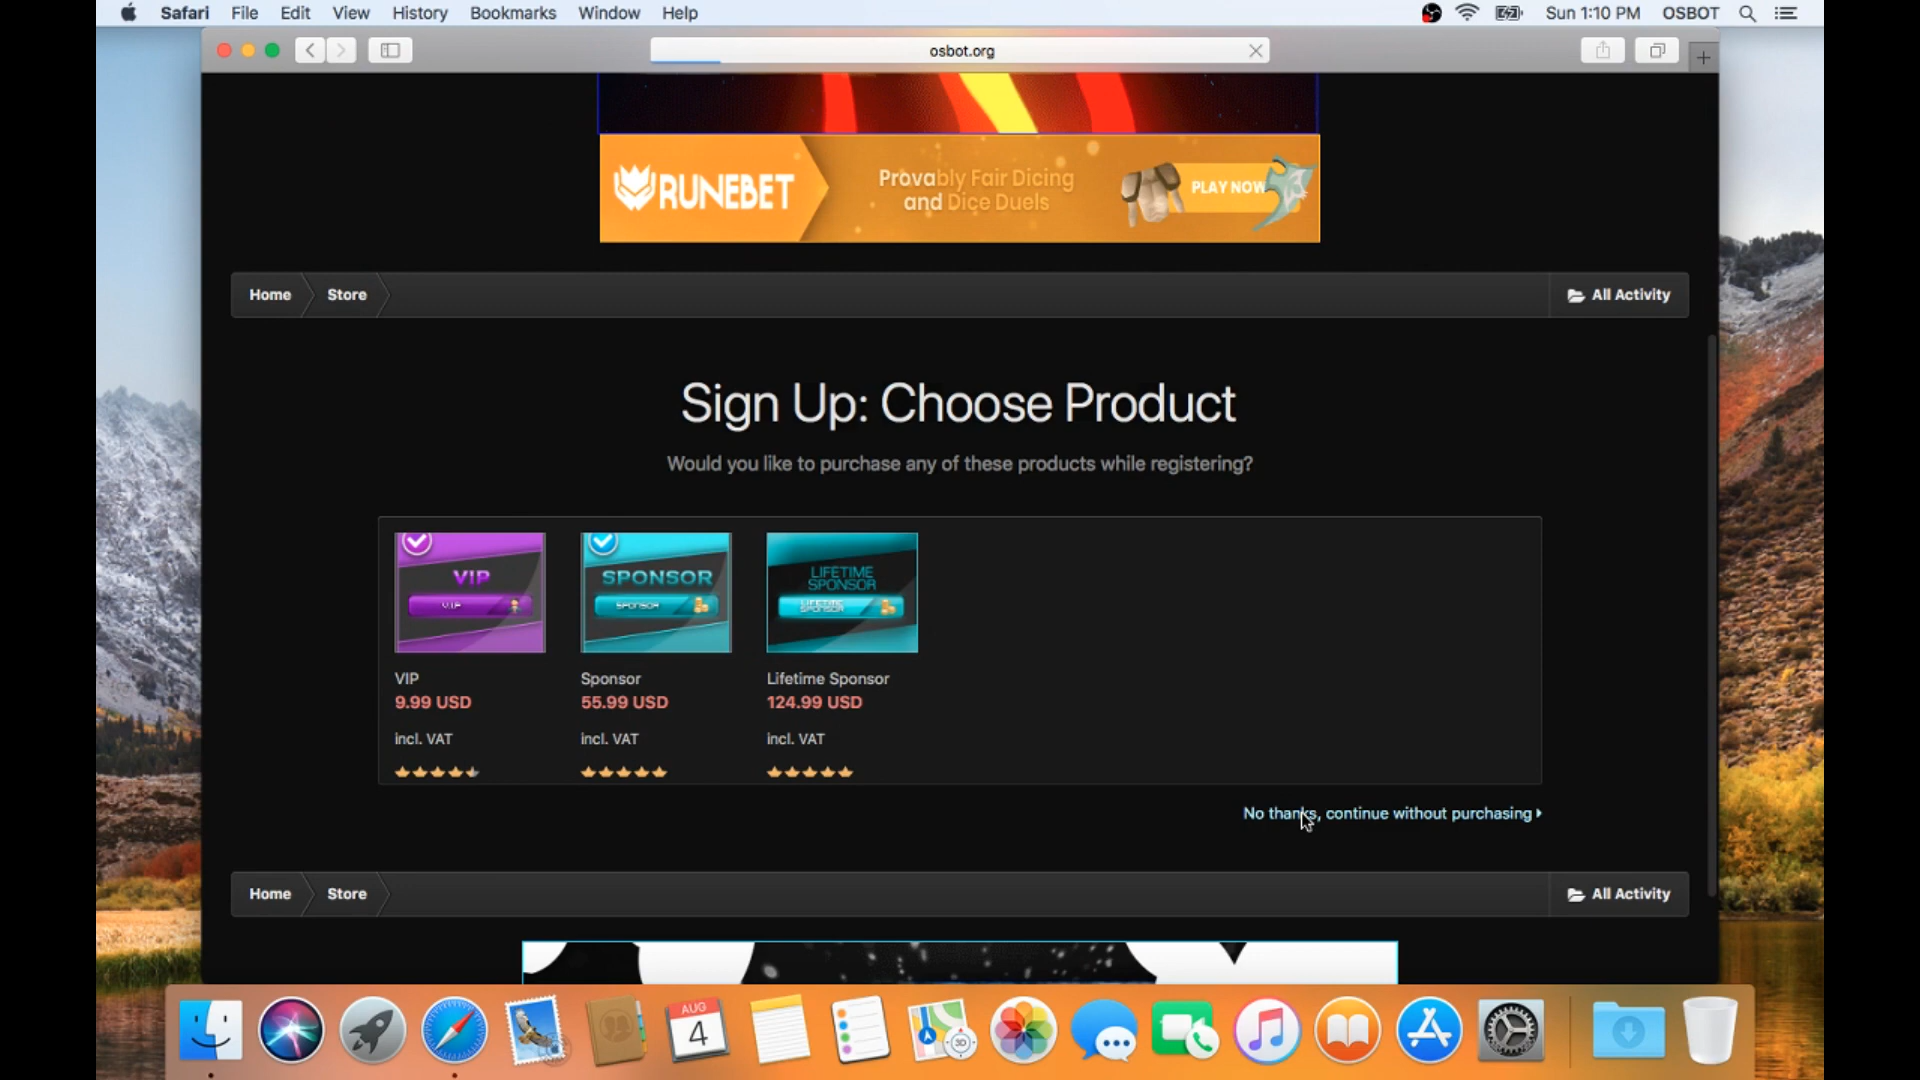 Safari File Edit View History Bookmarks Window Help Sun 1:10 PM OSBOT
osbot.org
RUNEBET
Provably Fair Dicing
and Dice Duels
PLAY NOW
Home Store All Activity
Sign Up: Choose Product
Would you like to purchase any of these products while registering?
VIP
V.I.P
SPONSOR
SPONSOR
LIFETIME
SPONSOR
LIFETIME
SPONSOR
VIP
9.99 USD
incl. VAT
Sponsor
55.99 USD
incl. VAT
Lifetime Sponsor
124.99 USD
incl. VAT
No thanks, continue without purchasing
Home Store All Activity
AUG
4
3D